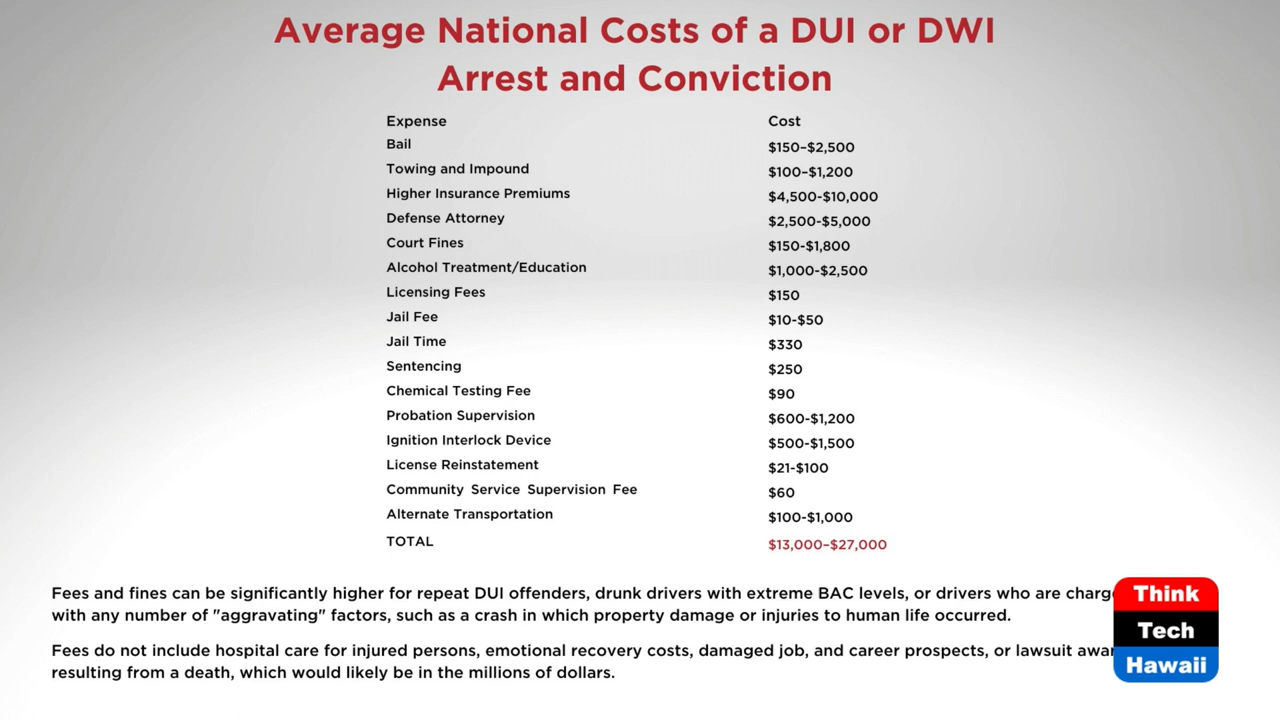 Average National Costs of a DUI or DWI
Arrest and Conviction
Expense Cost
Bail $150–$2,500
Towing and Impound $100–$1,200
Higher Insurance Premiums $4,500-$10,000
Defense Attorney $2,500-$5,000
Court Fines $150-$1,800
Alcohol Treatment/Education $1,000-$2,500
Licensing Fees $150
Jail Fee $10-$50
Jail Time $330
Sentencing $250
Chemical Testing Fee $90
Probation Supervision $600-$1,200
Ignition Interlock Device $500-$1,500
License Reinstatement $21-$100
Community Service Supervision Fee $60
Alternate Transportation $100-$1,000
TOTAL $13,000–$27,000
Fees and fines can be significantly higher for repeat DUI offenders, drunk drivers with extreme BAC levels, or drivers who are
with any number of "aggravating" factors, such as a crash in which property damage or injuries to human life occurred.
Fees do not include hospital care for injured persons, emotional recovery costs, damaged job, and career prospects, or lawsuit
resulting from a death, which would likely be in the millions of dollars.
Think
Tech
Hawaii